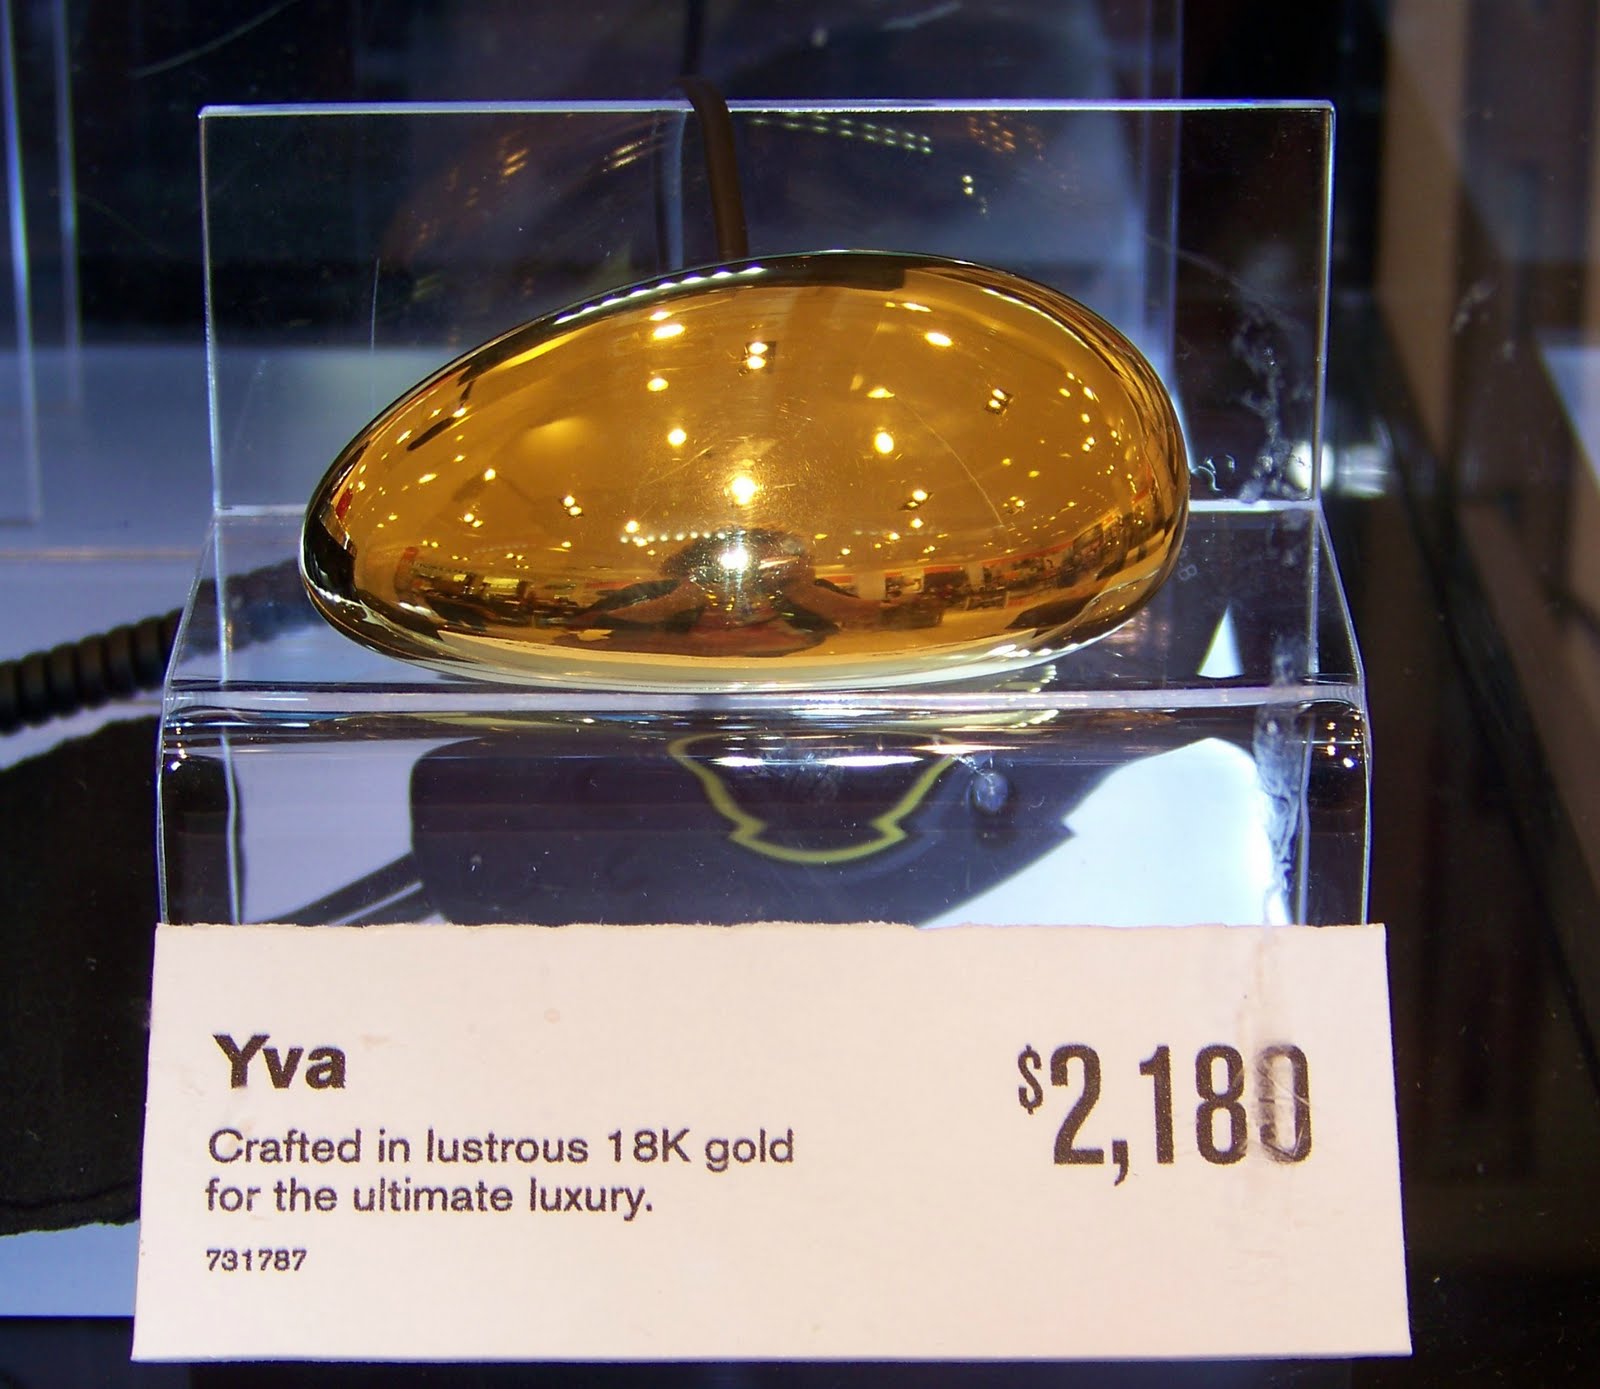 Yva
$2,180
Crafted in lustrous 18K gold
for the ultimate luxury.
731787